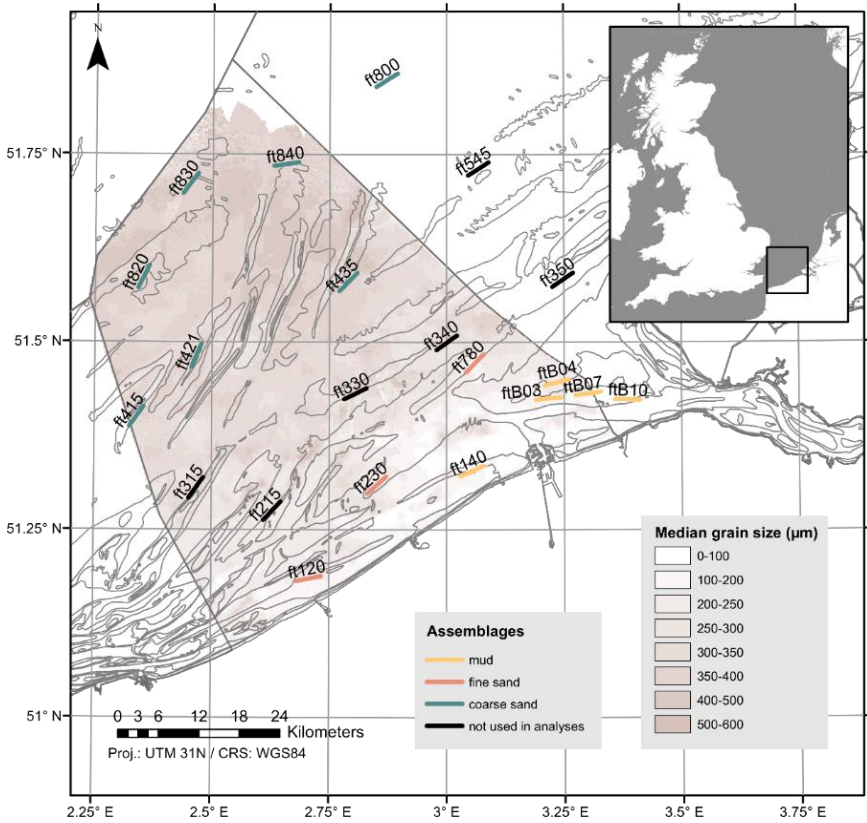 N
ft800
51.75°
ft840
ft545
ft830
ft820
ft435
ft350
51.5°
ft421
ft340
ft780
ftB04
ft330
ftB03
ftB07
ftB10
ft415
ft140
ft315
ft230
ft215
51.25°
ft120
Median grain size (µm)
0-100
100-200
200-250
250-300
300-350
350-400
400-500
500-600
Assemblages
mud
fine sand
coarse sand
not used in analyses
51°
0 3 6 12 18 24
Kilometers
Proj.: UTM 31N / CRS: WGS84
2.25° E 2.5° E 2.75° E 3° E 3.25° E 3.5° E 3.75° E